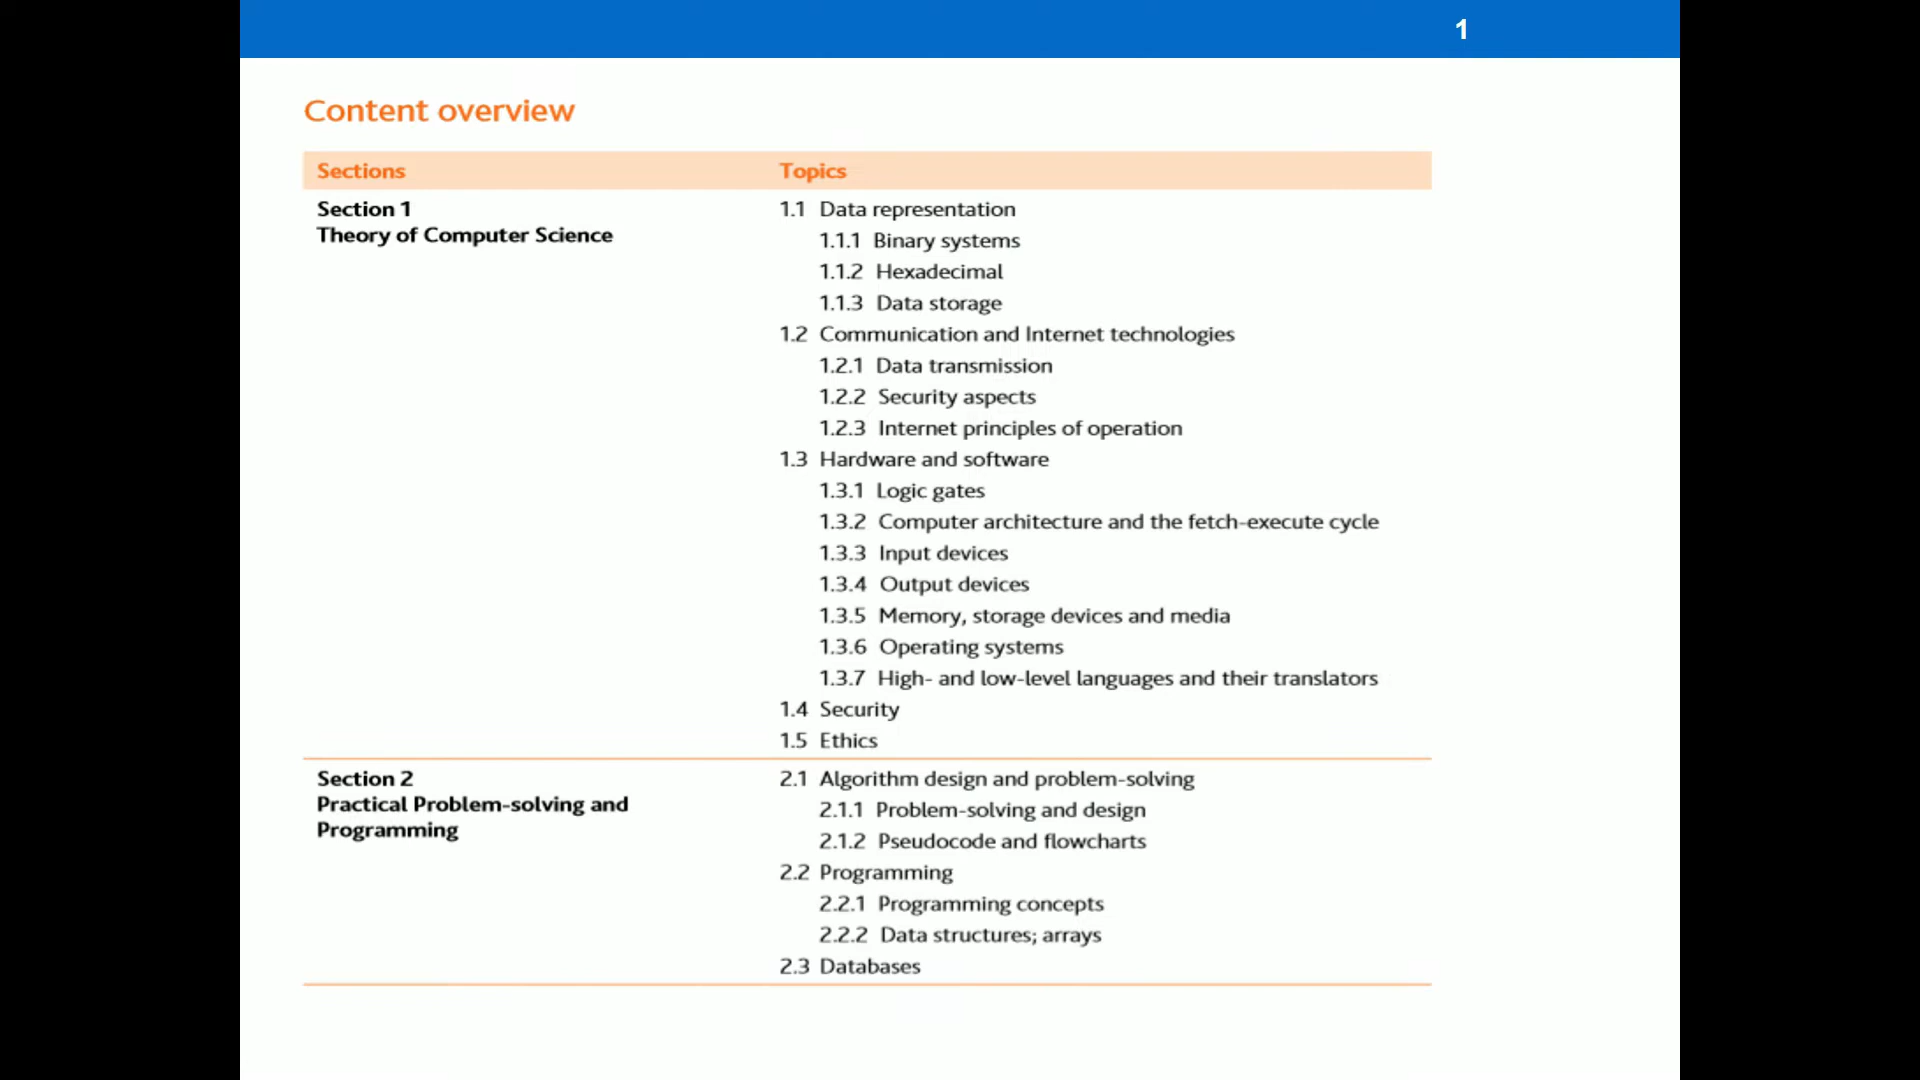 1
Content overview
Sections Topics
Section 1 1.1 Data representation
Theory of Computer Science
1.1.1 Binary systems
1.1.2 Hexadecimal
1.1.3 Data storage
1.2 Communication and Internet technologies
1.2.1 Data transmission
1.2.2 Security aspects
1.2.3 Internet principles of operation
1.3 Hardware and software
1.3.1 Logic gates
1.3.2 Computer architecture and the fetch-execute cycle
1.3.3 Input devices
1.3.4 Output devices
1.3.5 Memory, storage devices and media
1.3.6 Operating systems
1.3.7 High- and low-level languages and their translators
1.4 Security
1.5 Ethics
Section 2 2.1 Algorithm design and problem-solving
Practical Problem-solving and 2.1.1 Problem-solving and design
Programming 2.1.2 Pseudocode and flowcharts
2.2 Programming
2.2.1 Programming concepts
2.2.2 Data structures; arrays
2.3 Databases